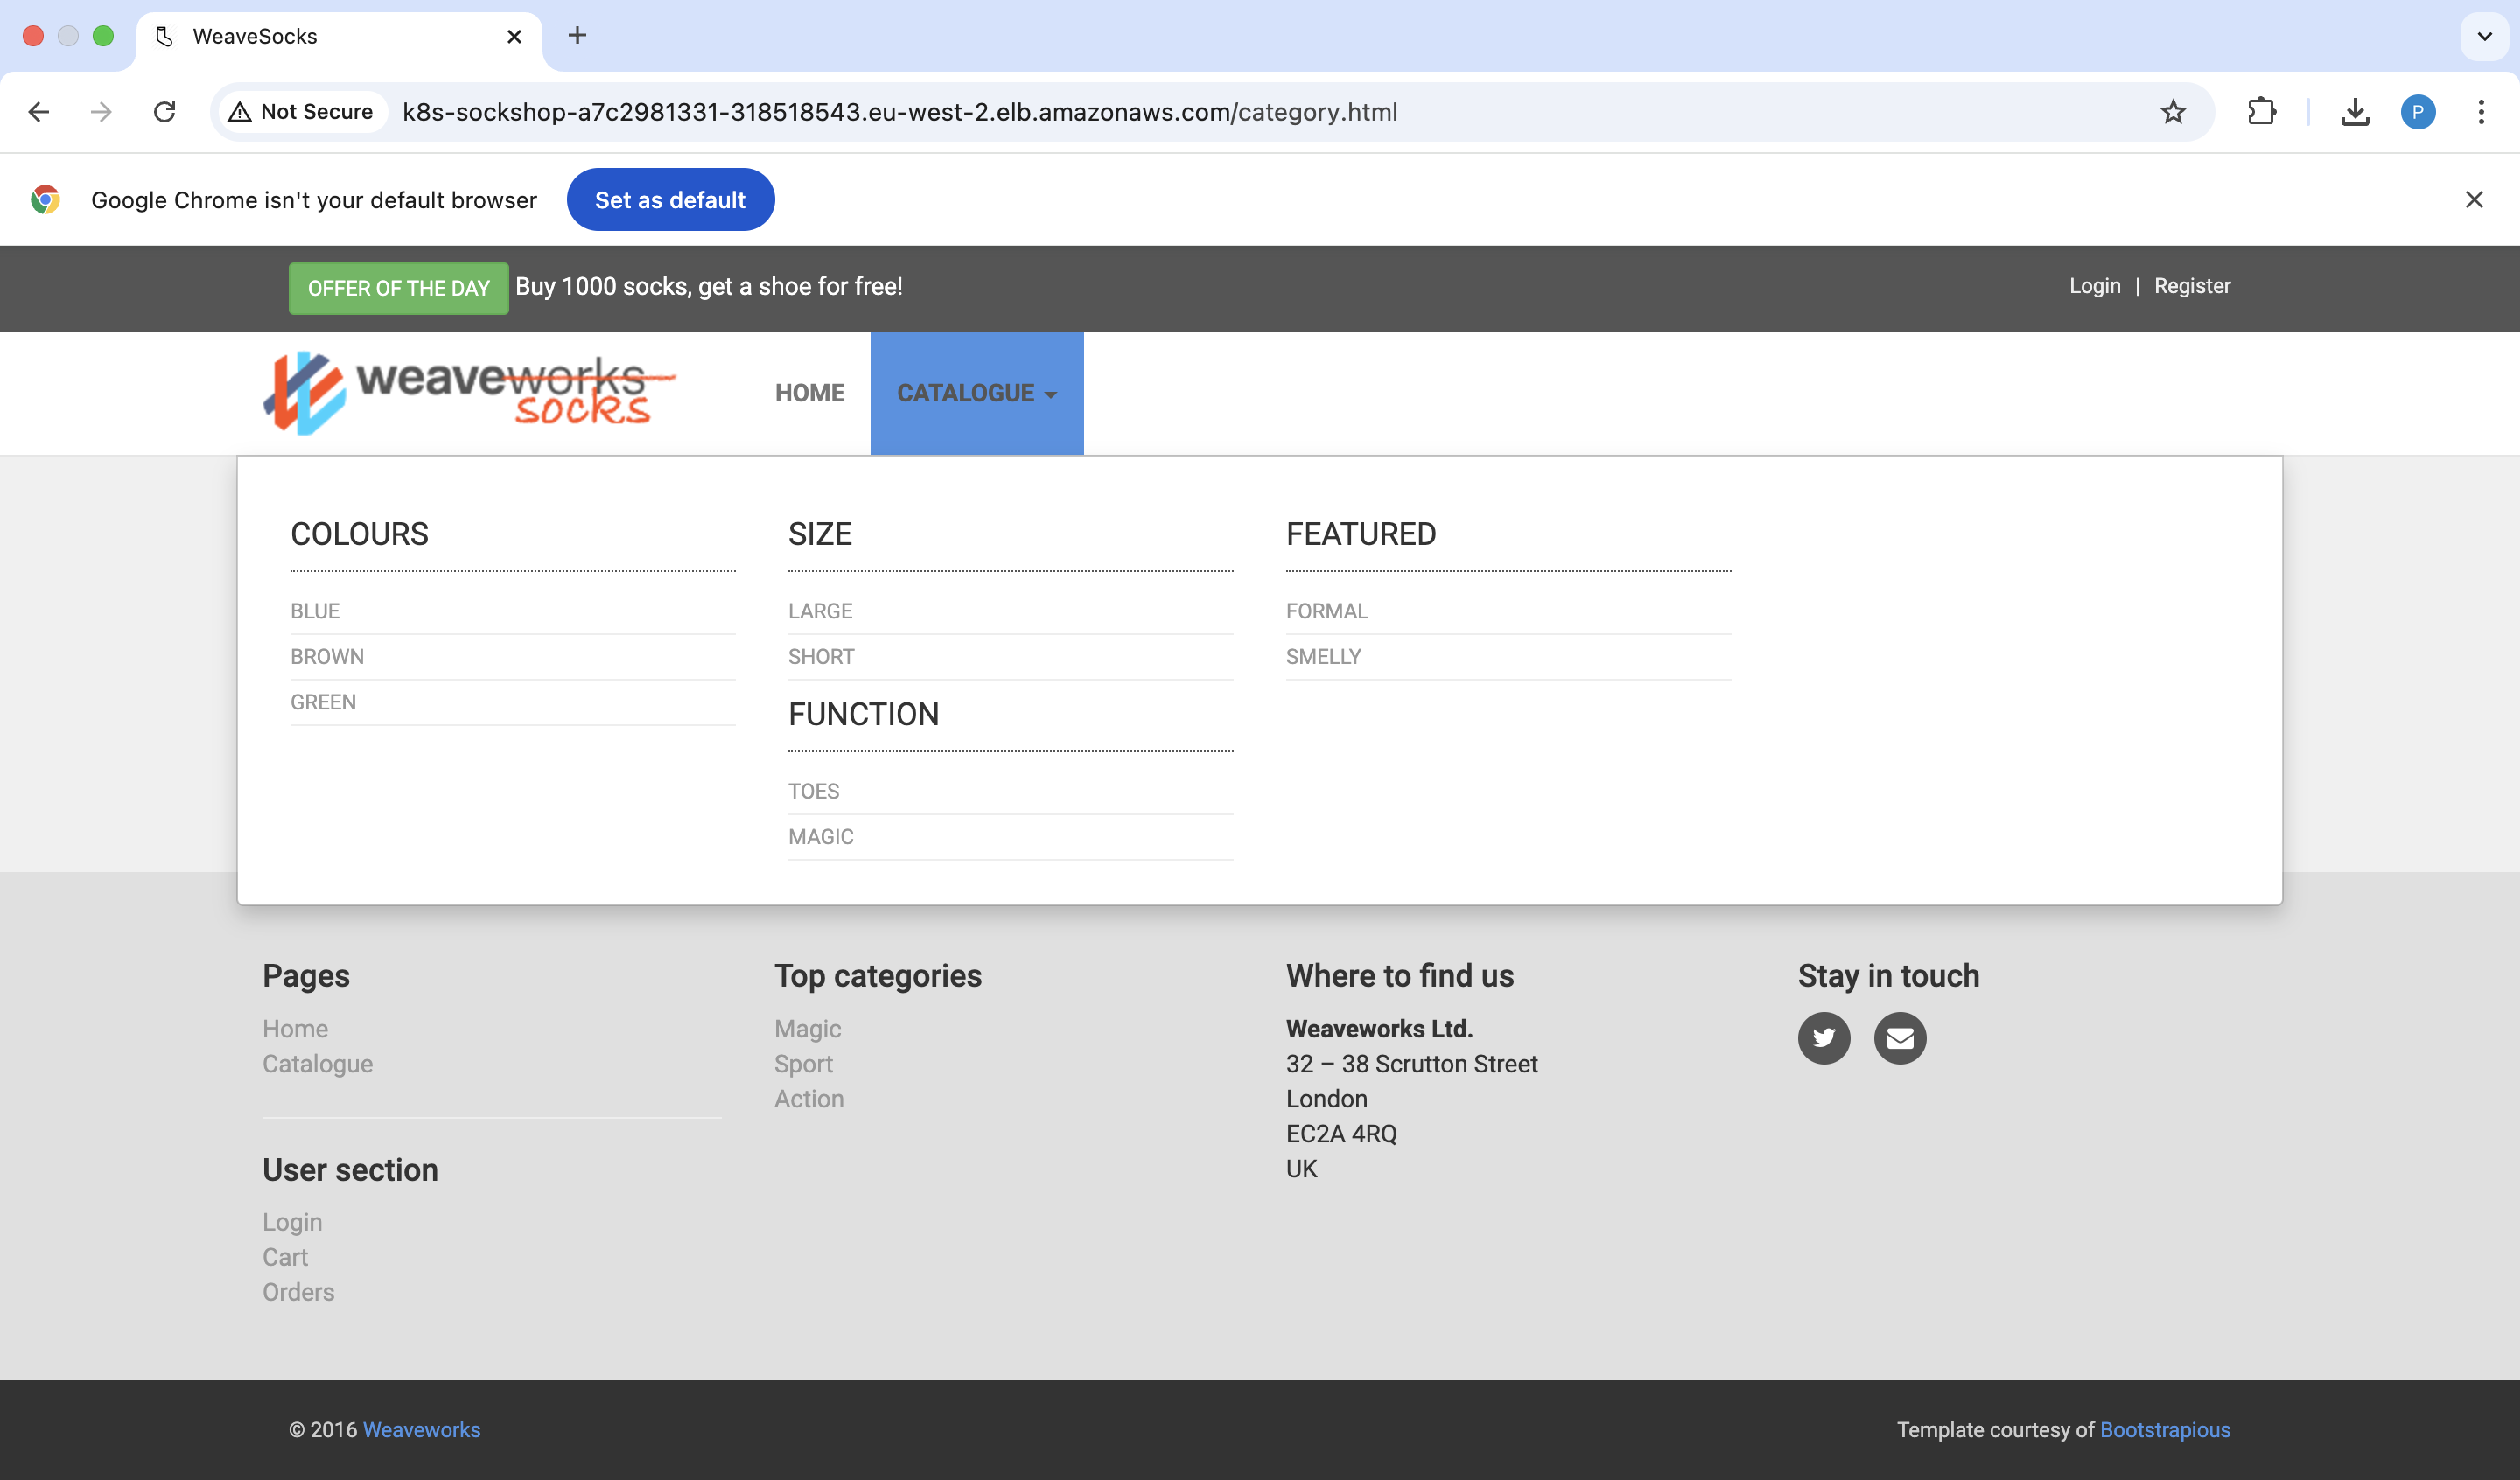 WeaveSocks
Not Secure k8s-sockshop-a7c2981331-318518543.eu-west-2.elb.amazonaws.com/category.html
P
Google Chrome isn't your default browser Set as default
OFFER OF THE DAY Buy 1000 socks, get a shoe for free!
Login | Register
weaveworks
socks
HOME
CATALOGUE
COLOURS
BLUE
BROWN
GREEN
SIZE
LARGE
SHORT
FUNCTION
TOES
MAGIC
FEATURED
FORMAL
SMELLY
Pages
Home
Catalogue
User section
Login
Cart
Orders
Top categories
Magic
Sport
Action
Where to find us
Weaveworks Ltd.
32 – 38 Scrutton Street
London
EC2A 4RQ
UK
Stay in touch
© 2016 Weaveworks
Template courtesy of Bootstrapious